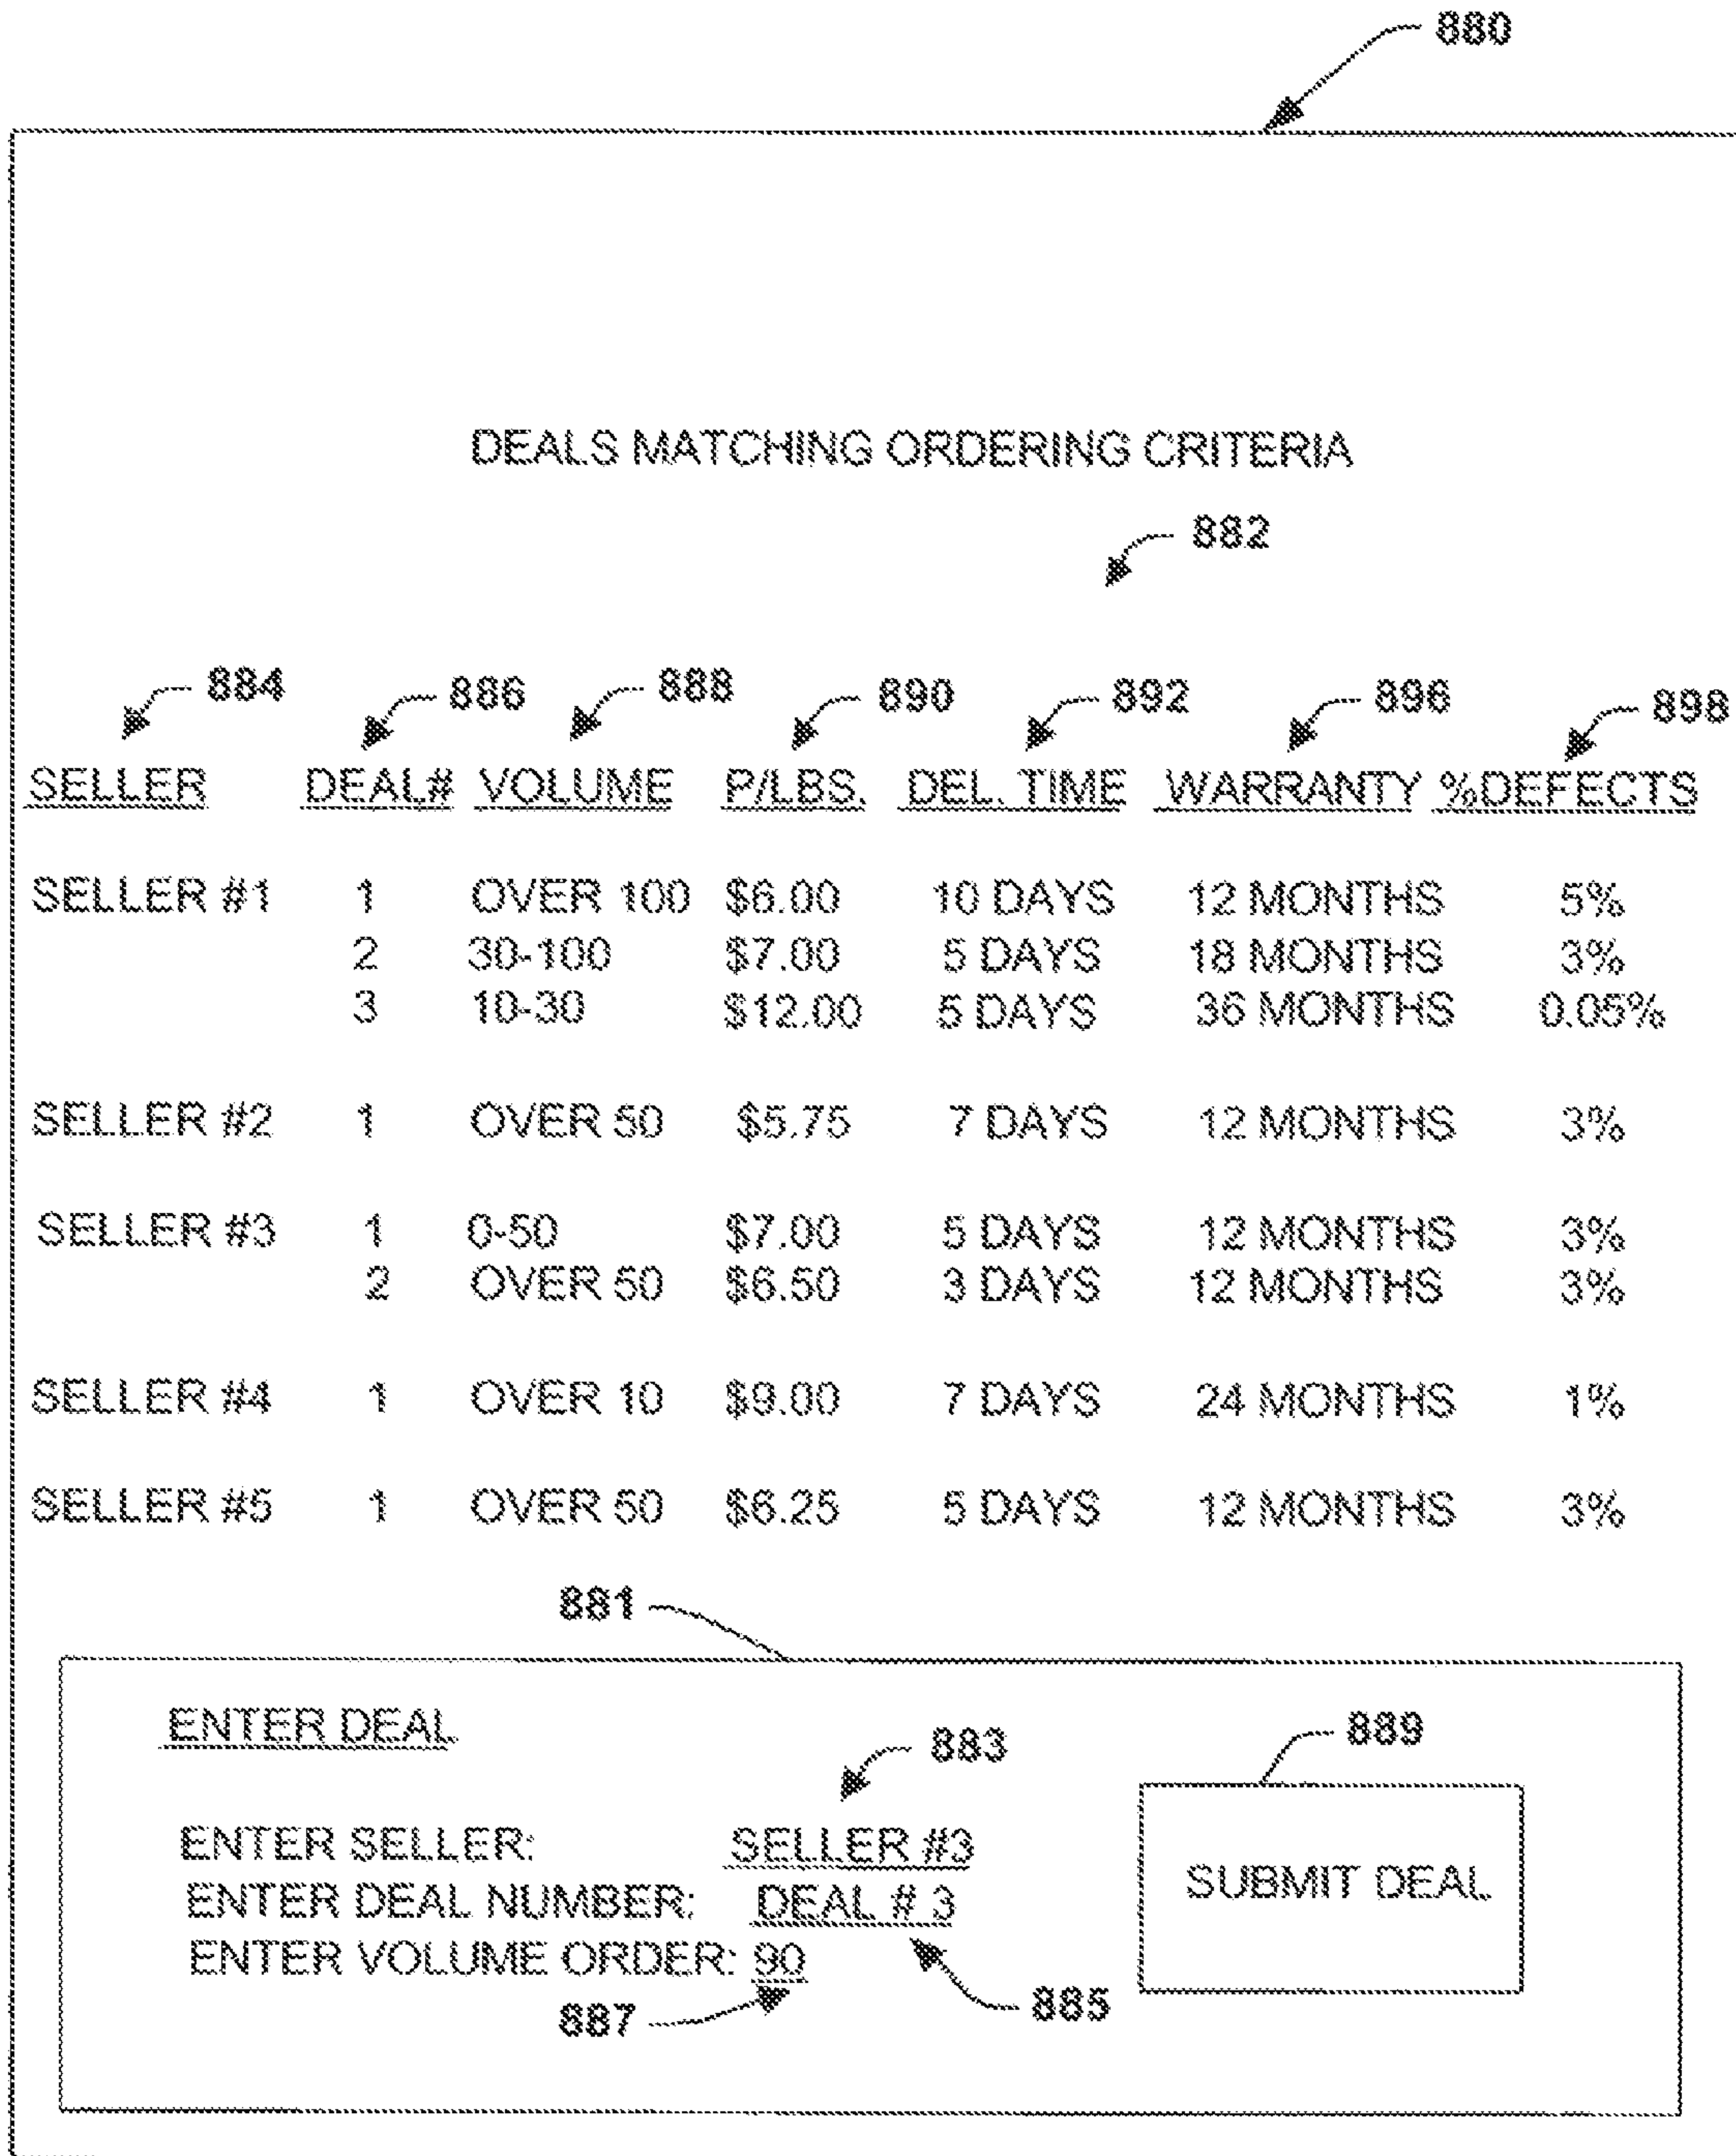 880
DEALS MATCHING ORDERING CRITERIA
882
884 886 888 890 892 896 898
SELLER DEAL# VOLUME P/LBS. DEL. TIME WARRANTY %DEFECTS
SELLER #1 1 OVER 100 $6.00 10 DAYS 12 MONTHS 5%
2 30-100 $7.00 5 DAYS 18 MONTHS 3%
3 10-30 $12.00 5 DAYS 36 MONTHS 0.05%
SELLER #2 1 OVER 50 $5.75 7 DAYS 12 MONTHS 3%
SELLER #3 1 0-50 $7.00 5 DAYS 12 MONTHS 3%
2 OVER 50 $6.50 3 DAYS 12 MONTHS 3%
SELLER #4 1 OVER 10 $9.00 7 DAYS 24 MONTHS 1%
SELLER #5 1 OVER 50 $6.25 5 DAYS 12 MONTHS 3%
881
ENTER DEAL
883 889
ENTER SELLER: SELLER #3
ENTER DEAL NUMBER: DEAL # 3
SUBMIT DEAL
ENTER VOLUME ORDER: 90
887 885